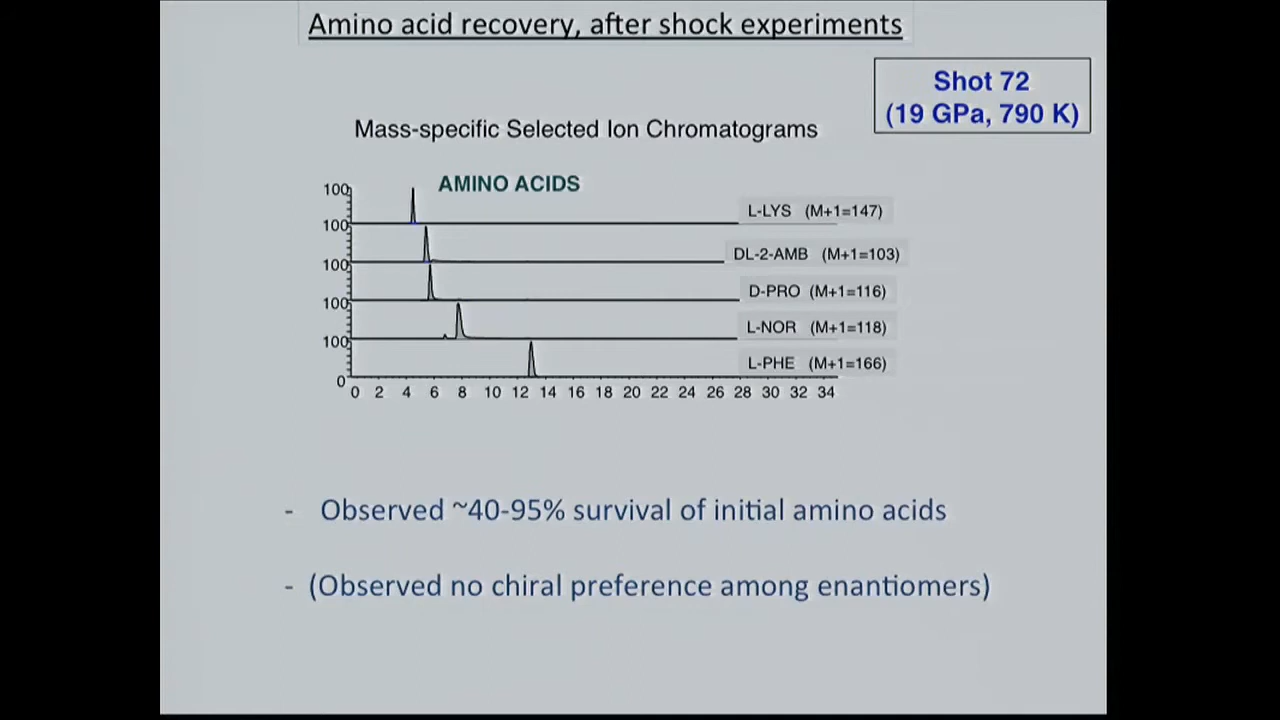 Amino acid recovery, after shock experiments
Shot 72
(19 GPa, 790 K)
Mass-specific Selected Ion Chromatograms
AMINO ACIDS
100
L-LYS (M+1=147)
100
DL-2-AMB (M+1=103)
100
D-PRO (M+1=116)
100
L-NOR (M+1=118)
100
L-PHE (M+1=166)
0
0 2 4 6 8 10 12 14 16 18 20 22 24 26 28 30 32 34
- Observed ~40-95% survival of initial amino acids
- (Observed no chiral preference among enantiomers)